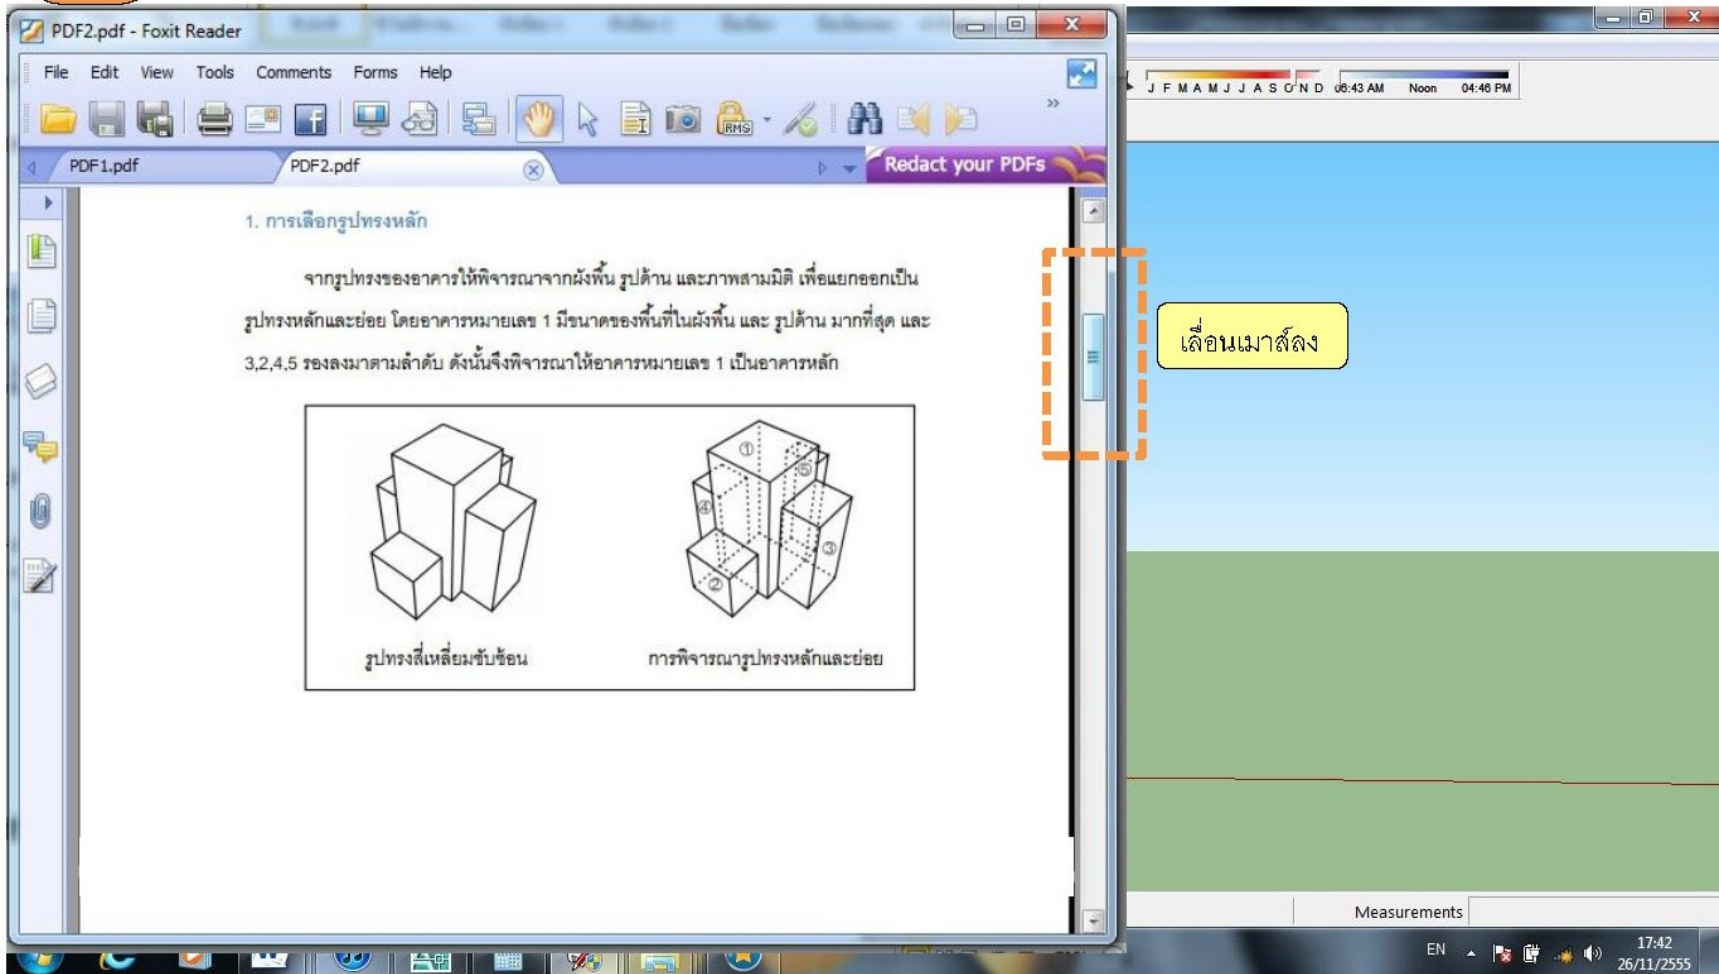 PDF2.pdf - Foxit Reader
File Edit View Tools Comments Forms Help
RMS
PDF1.pdf
PDF2.pdf
Redact your PDFs
1. การเลือกรูปทรงหลัก
จากรูปทรงของอาคารให้พิจารณาจากผังพื้น รูปด้าน และภาพสามมิติ เพื่อแยกออกเป็น
รูปทรงหลักและย่อย โดยอาคารหมายเลข 1 มีขนาดของพื้นที่ในผังพื้น และ รูปด้าน มากที่สุด และ
3,2,4,5 รองลงมาตามลำดับ ดังนั้นจึงพิจารณาให้อาคารหมายเลข 1 เป็นอาคารหลัก
①
⑤
④
③
②
รูปทรงสี่เหลี่ยมซับซ้อน
การพิจารณารูปทรงหลักและย่อย
J F M A M J J A S O N D
06:43 AM Noon 04:46 PM
เลื่อนเมาส์ลง
Measurements
EN
17:42
26/11/2555